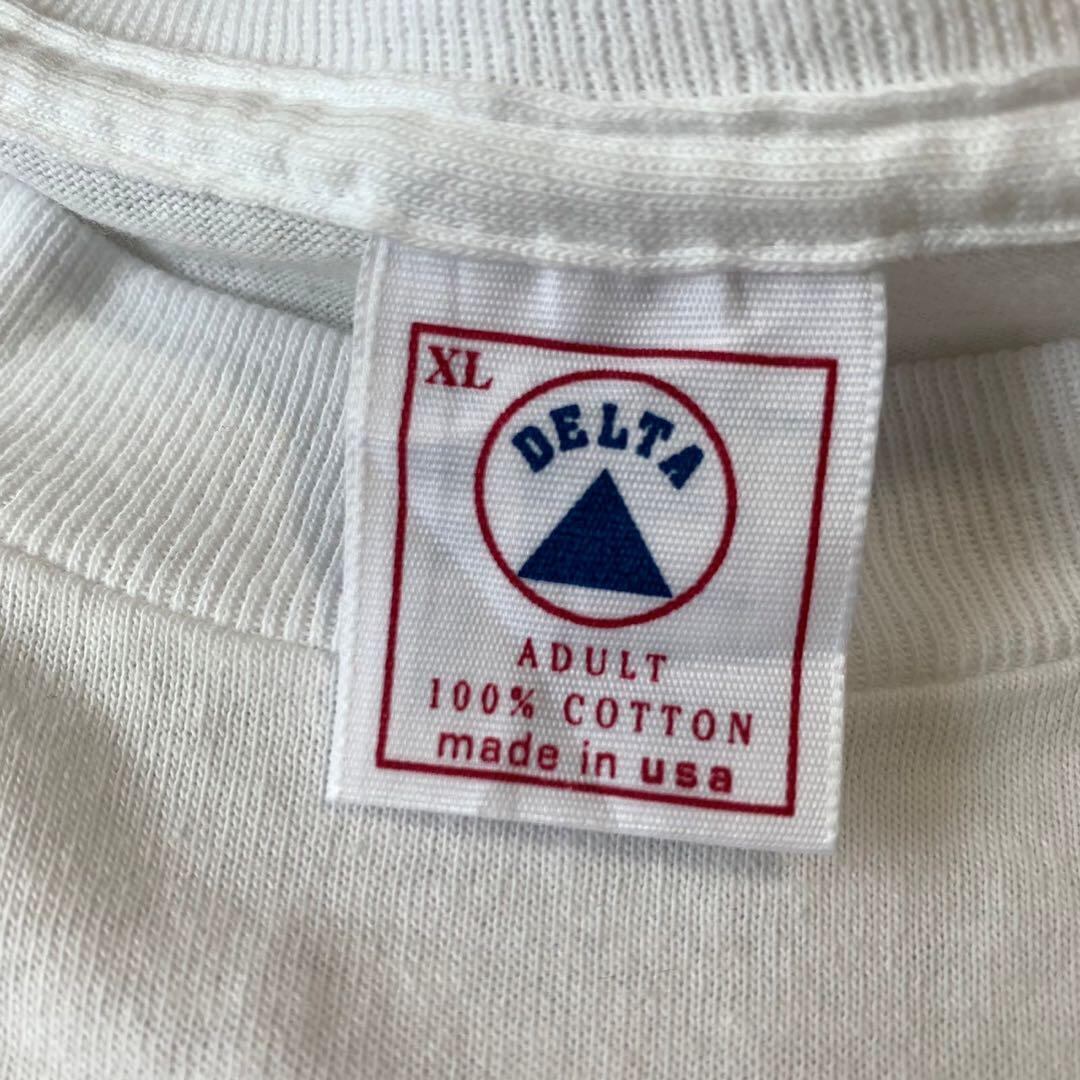 XL
DELTA
ADULT
100% COTTON
made in usa